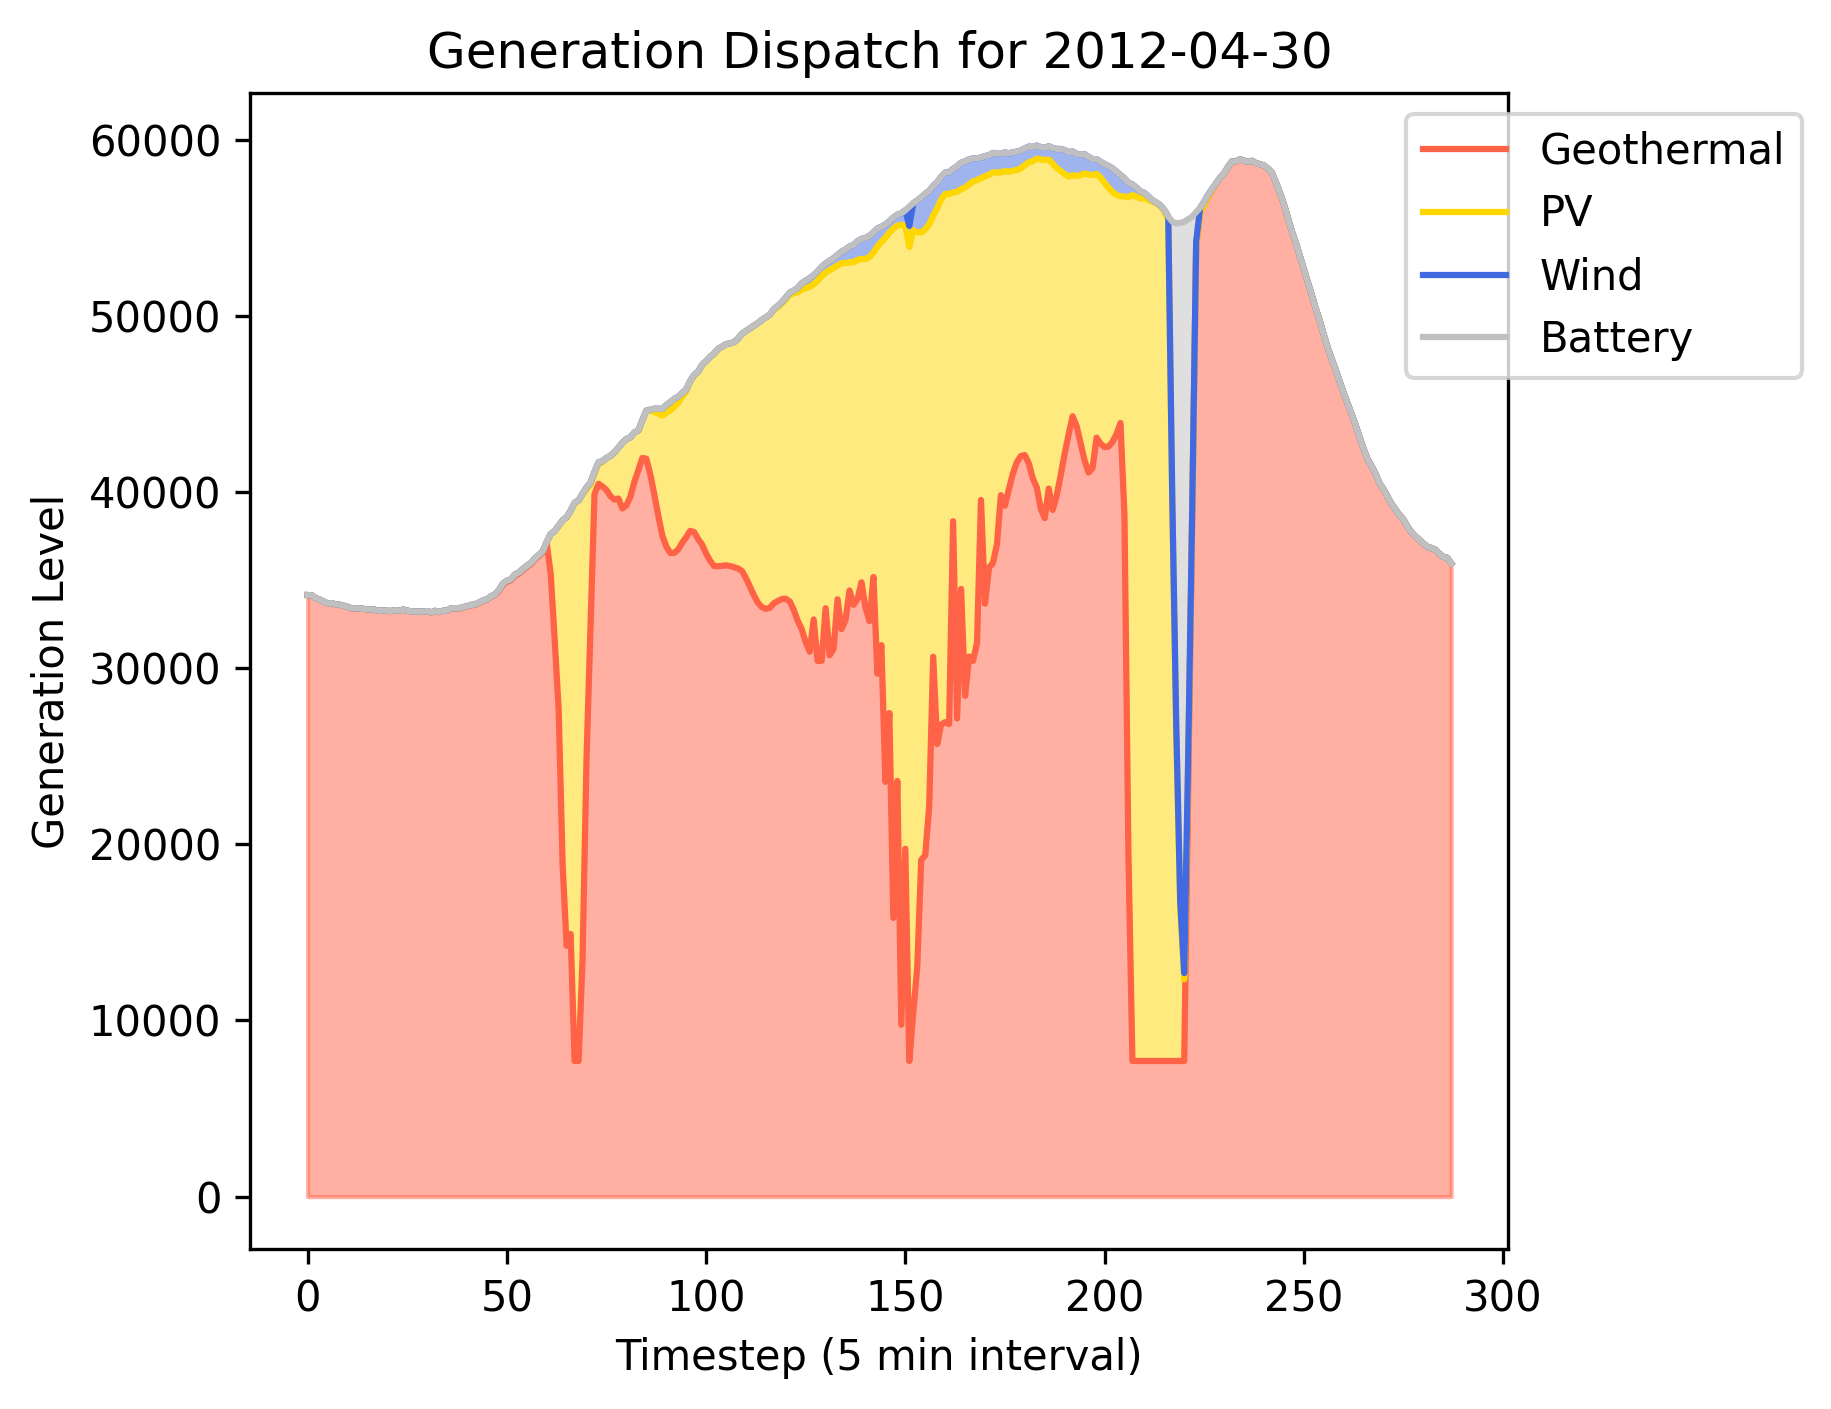 Generation Dispatch for 2012-04-30
Geothermal
PV
Wind
Battery
Generation Level
60000
50000
40000
30000
20000
10000
0
0 50 100 150 200 250 300
Timestep (5 min interval)